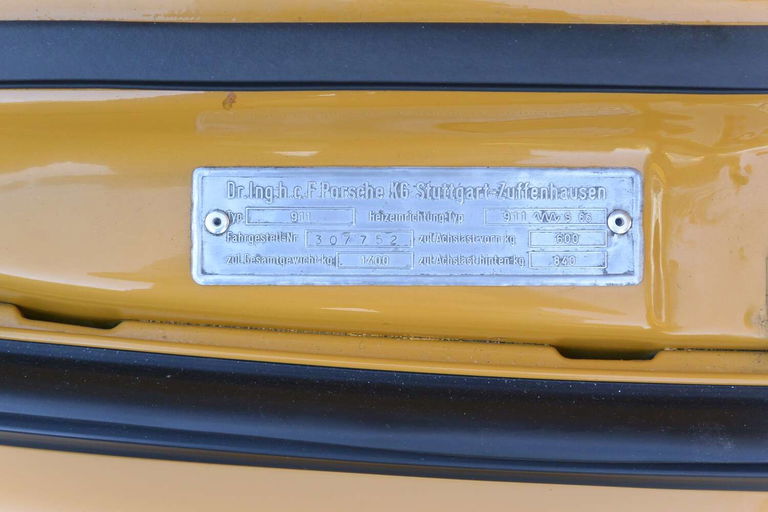 Dr.Ing.h.c.F.Porsche KG Stuttgart-Zuffenhausen
Typ 911 Heizeinrichtung,typ 911 S 66
Fahrgestell-Nr. 307752 zul.Achslast-vorn kg 600
zul.Gesamtgewicht-kg 1400 zul.Achslast-hinten-kg 840